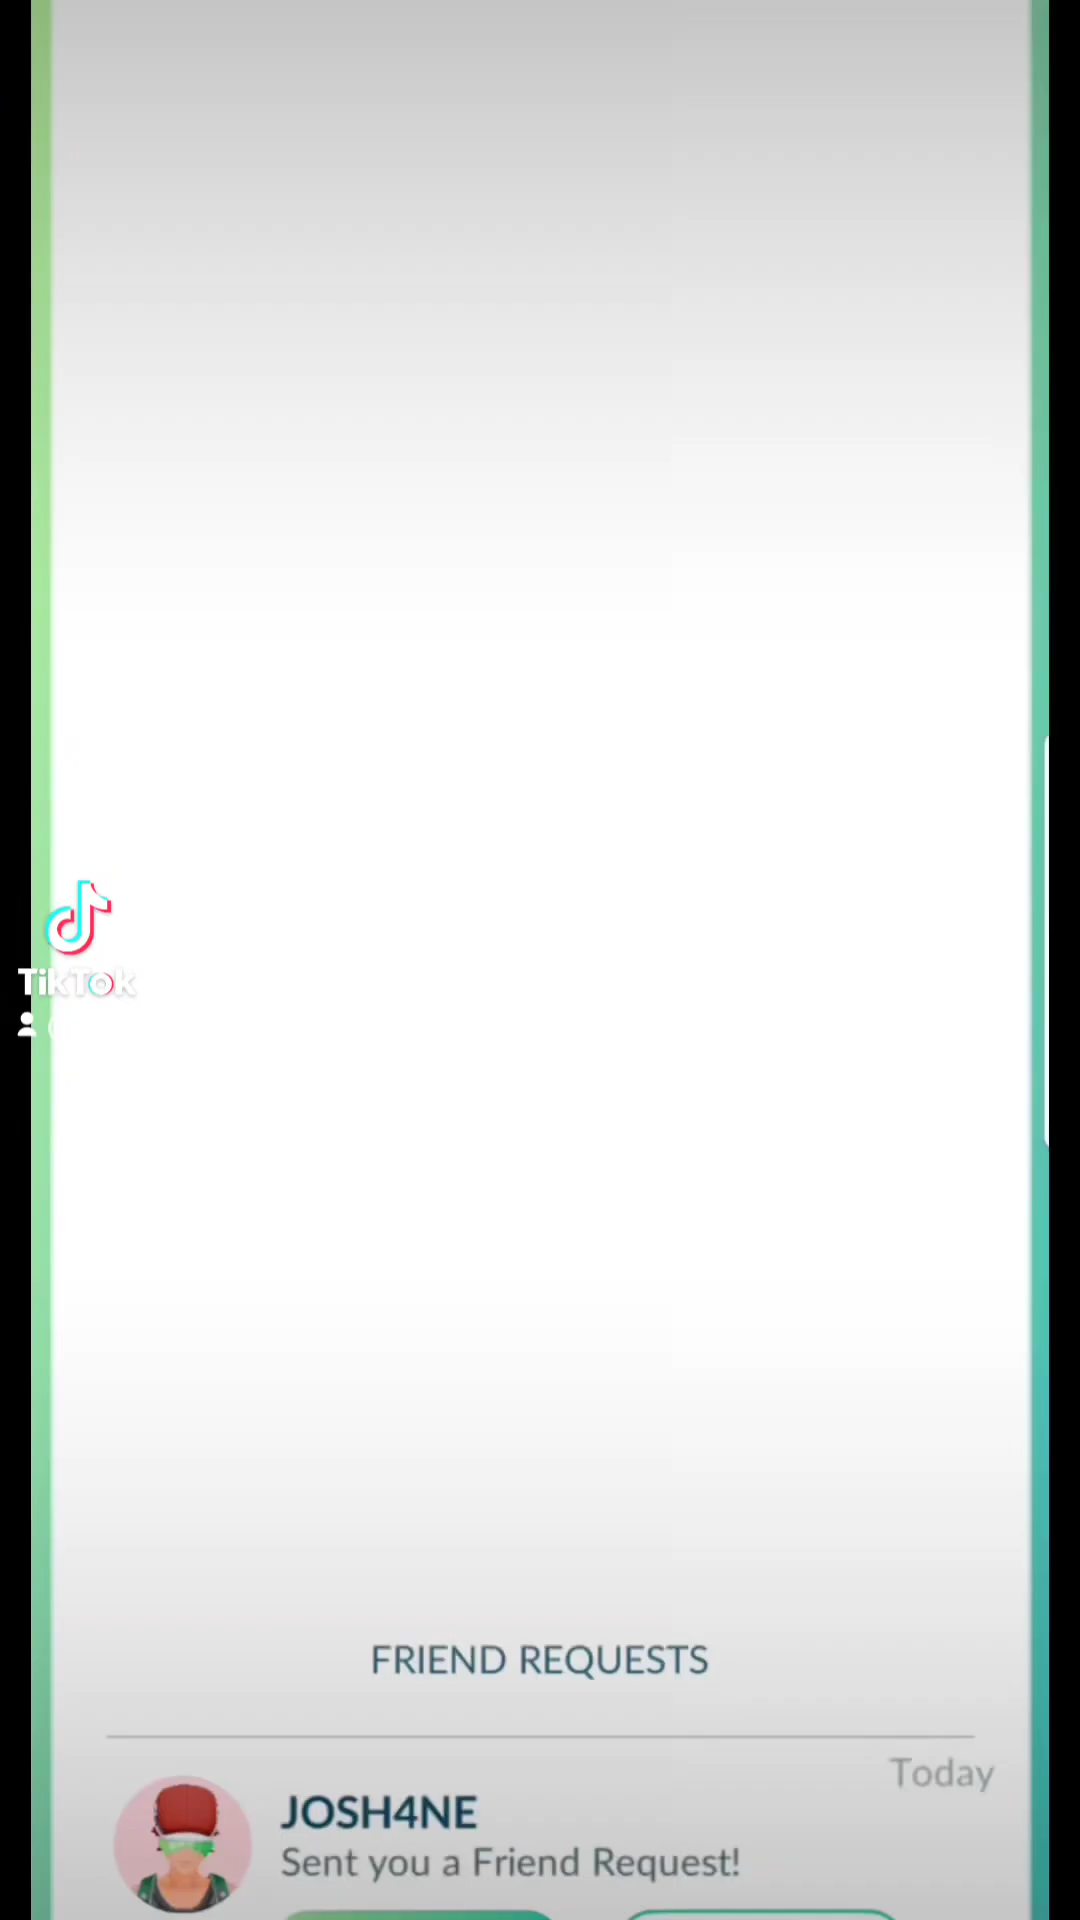 TikTok
FRIEND REQUESTS
Today
JOSH4NE
Sent you a Friend Request!